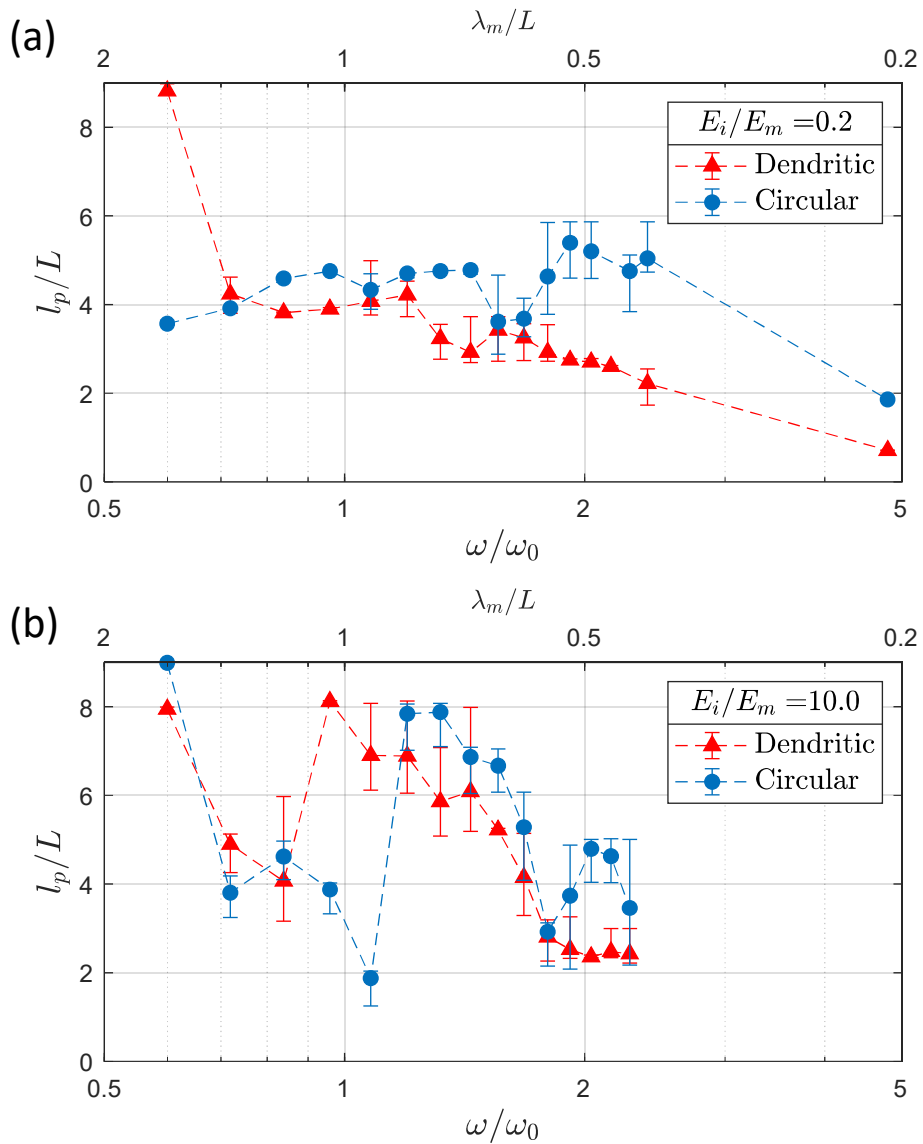 (a)
λ_m/L
2 1 0.5 0.2
8
6
4
2
0
l_p/L
E_i/E_m =0.2
Dendritic
Circular
0.5 1 2 5
ω/ω_0
(b)
λ_m/L
2 1 0.5 0.2
8
6
4
2
0
l_p/L
E_i/E_m =10.0
Dendritic
Circular
0.5 1 2 5
ω/ω_0